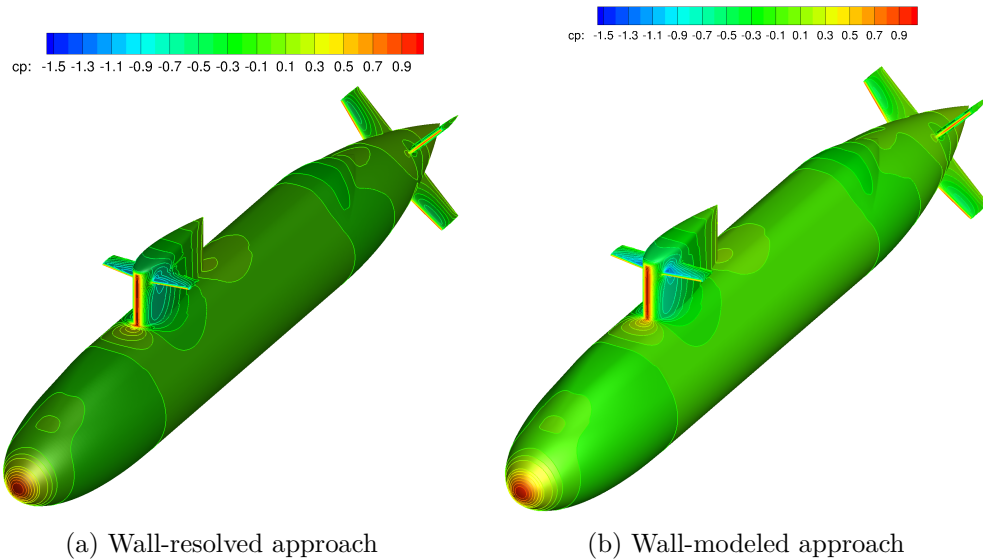 cp: -1.5 -1.3 -1.1 -0.9 -0.7 -0.5 -0.3 -0.1 0.1 0.3 0.5 0.7 0.9
cp: -1.5 -1.3 -1.1 -0.9 -0.7 -0.5 -0.3 -0.1 0.1 0.3 0.5 0.7 0.9
(a) Wall-resolved approach
(b) Wall-modeled approach